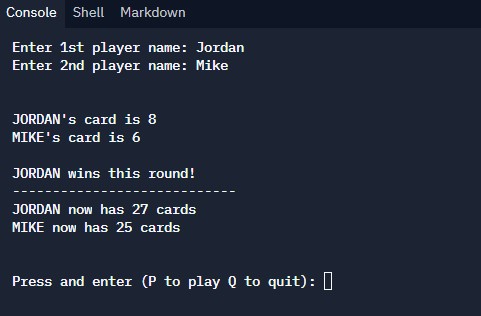 Console Shell Markdown
Enter 1st player name: Jordan
Enter 2nd player name: Mike
JORDAN's card is 8
MIKE's card is 6
JORDAN wins this round!
----------------------------
JORDAN now has 27 cards
MIKE now has 25 cards
Press and enter (P to play Q to quit):